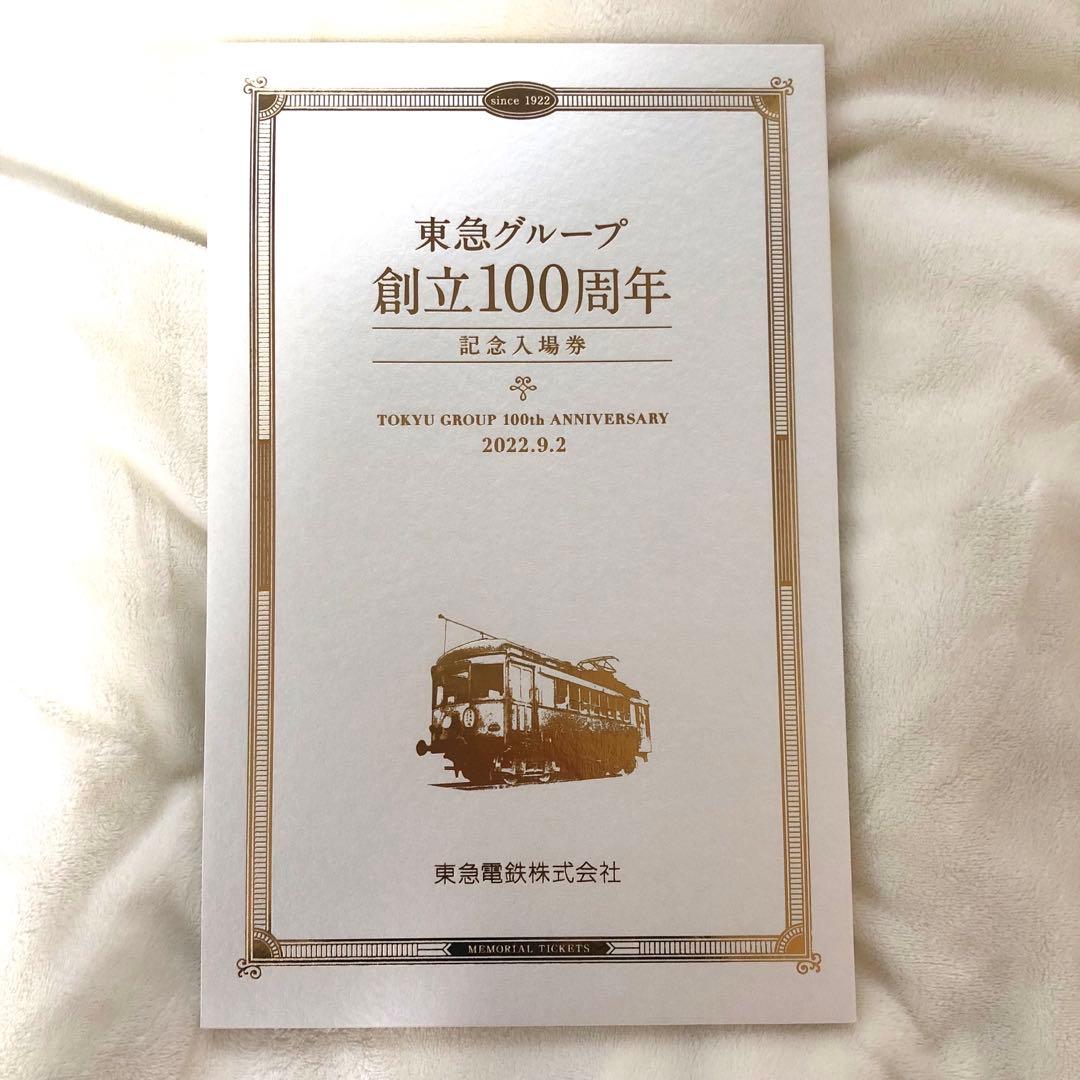 since 1922
東急グループ
創立100周年
記念入場券
TOKYU GROUP 100th ANNIVERSARY
2022.9.2
東急電鉄株式会社
MEMORIAL TICKETS